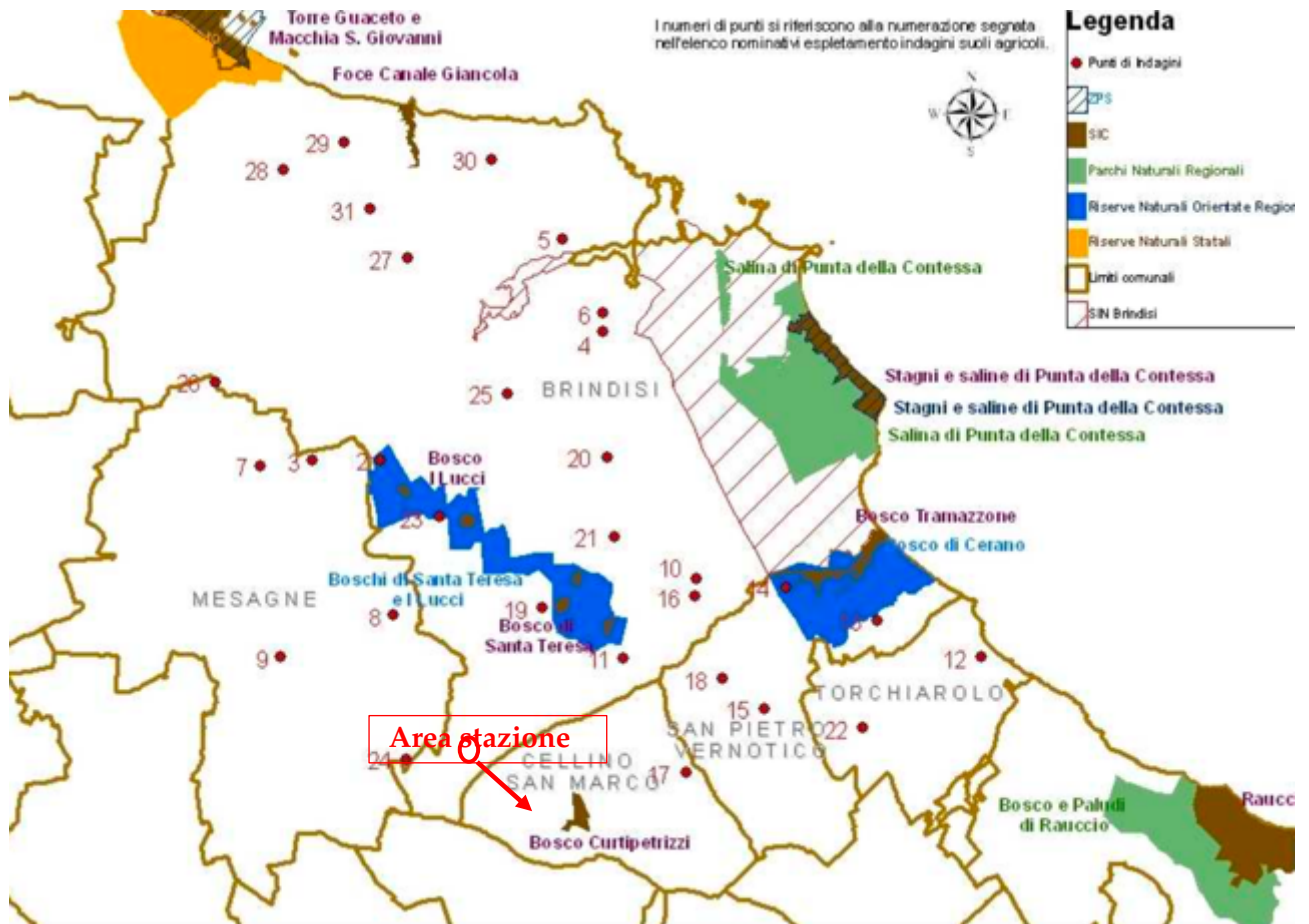 Torre Guaceto e
Macchia S. Giovanni
I numeri di punti si riferiscono alla numerazione segnata
nell'elenco nominativi espletamento indagini suoli agricoli.
Legenda
Punti di Indagini
ZPS
SIC
Parchi Naturali Regionali
Riserve Naturali Orientate Region
Riserve Naturali Statali
Limiti comunali
SIN Brindisi
N
W
E
S
Foce Canale Giancola
29
28
30
31
5
27
Salina di Punta della Contessa
6
4
BRINDISI
25
Stagni e saline di Punta della Contessa
Stagni e saline di Punta della Contessa
Salina di Punta della Contessa
7
3
2
Bosco
I Lucci
20
23
Bosco Tramazzone
Bosco di Cerano
21
10
14
16
Boschi di Santa Teresa
e I Lucci
MESAGNE
8
19
Bosco di
Santa Teresa
11
9
12
18
TORCHIAROLO
15
SAN PIETRO
VERNOTICO
22
Area stazione
24
CELLINO
SAN MARCO
17
Bosco Curtipetrizzi
Bosco e Paludi
di Rauccio
Raucci